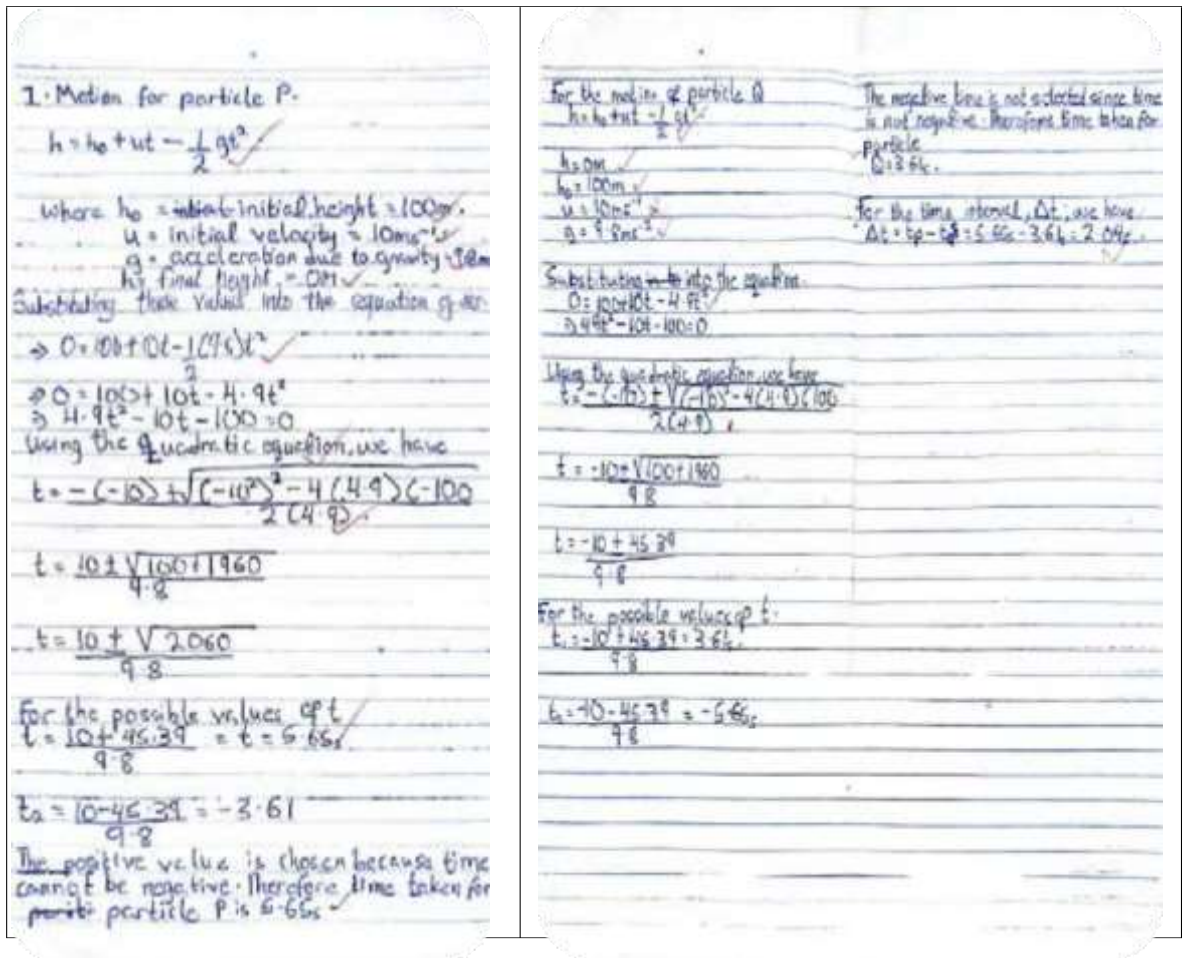 1. Motion for particle P.
h = h₀ + ut - 1/2 gt²
where h₀ = initial height = 100m.
u = initial velocity = 10ms⁻¹
g = acceleration due to gravity =
h = final height = 0m
Substituting these values into the equation
⇒ 0 = 100 + 10t - 1/2 (9.8)t²
⇒ 0 = 100 + 10t - 4.9t²
⇒ 4.9t² - 10t - 100 = 0
Using the quadratic equation, we have
t = -(-10) ± √(-10²)² - 4(4.9)(-100 / 2(4.9)
t = 10 ± √100 + 1960 / 9.8
t = 10 ± √2060 / 9.8
For the possible values of t
t = 10 + 45.39 / 9.8 = t = 5.65s
t₂ = 10 - 45.39 / 9.8 = -3.61
The positive value is chosen because time
cannot be negative. Therefore time taken for
particle P is 5.65s
For the motion of particle Q
h = h₀ + ut - 1/2 gt²
h = 0m
h₀ = 100m
u = 10ms⁻¹
g = 9.8ms⁻²
Substituting into the equation.
0 = 100 + 10t - 4.9t²
⇒ 4.9t² - 10t - 100 = 0
Using the quadratic equation, we have
t = -(-10) ± √(-10)² - 4(4.9)(100 / 2(4.9)
t = -10 ± √100 + 1960 / 9.8
t = -10 ± 45.39 / 9.8
For the possible values of t.
t₁ = -10 + 45.39 / 9.8 = 3.61s
t₂ = -10 - 45.39 / 9.8 = -5.65s
The negative time is not selected since time
is not negative. Therefore time taken for
particle
Q = 3.61s.
For the time interval, Δt, we have
Δt = = 5.65 - 3.61 = 2.04s